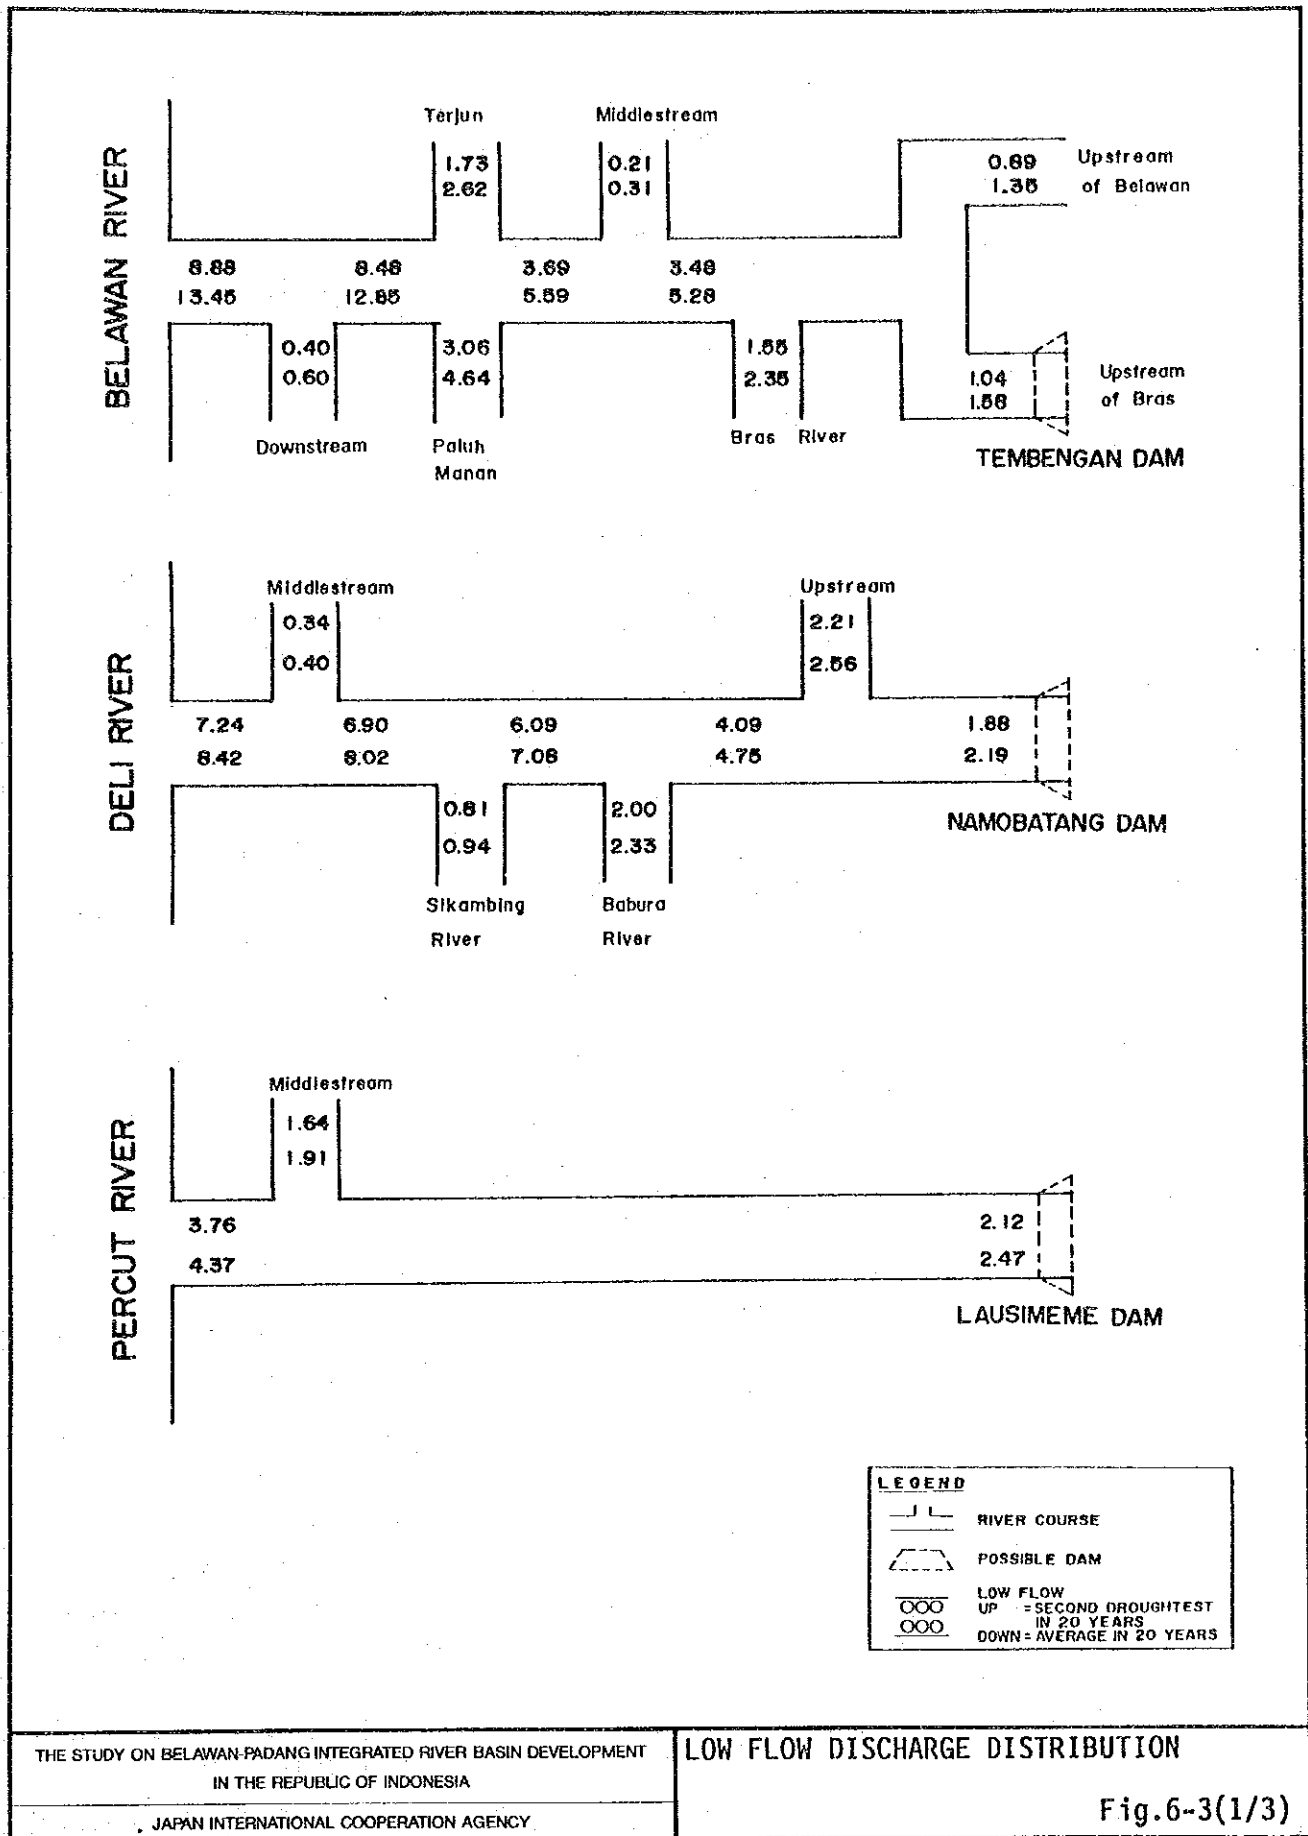 BELAWAN RIVER
Terjun
Middlestream
1.73
2.62
0.21
0.31
0.89
1.35
Upstream
of Belawan
8.88
13.45
8.48
12.85
3.69
5.59
3.48
5.28
0.40
0.60
3.06
4.64
1.55
2.35
1.04
1.58
Upstream
of Bras
Downstream
Paluh
Manan
Bras River
TEMBENGAN DAM
DELI RIVER
Middlestream
Upstream
0.34
0.40
2.21
2.56
7.24
8.42
6.90
8.02
6.09
7.08
4.09
4.75
1.88
2.19
0.81
0.94
2.00
2.33
NAMOBATANG DAM
Sikambing
River
Babura
River
PERCUT RIVER
Middlestream
1.64
1.91
3.76
4.37
2.12
2.47
LAUSIMEME DAM
LEGEND
RIVER COURSE
POSSIBLE DAM
LOW FLOW
OOO UP = SECOND DROUGHTEST
IN 20 YEARS
OOO DOWN = AVERAGE IN 20 YEARS
THE STUDY ON BELAWAN-PADANG INTEGRATED RIVER BASIN DEVELOPMENT
IN THE REPUBLIC OF INDONESIA
JAPAN INTERNATIONAL COOPERATION AGENCY
LOW FLOW DISCHARGE DISTRIBUTION
Fig.6-3(1/3)